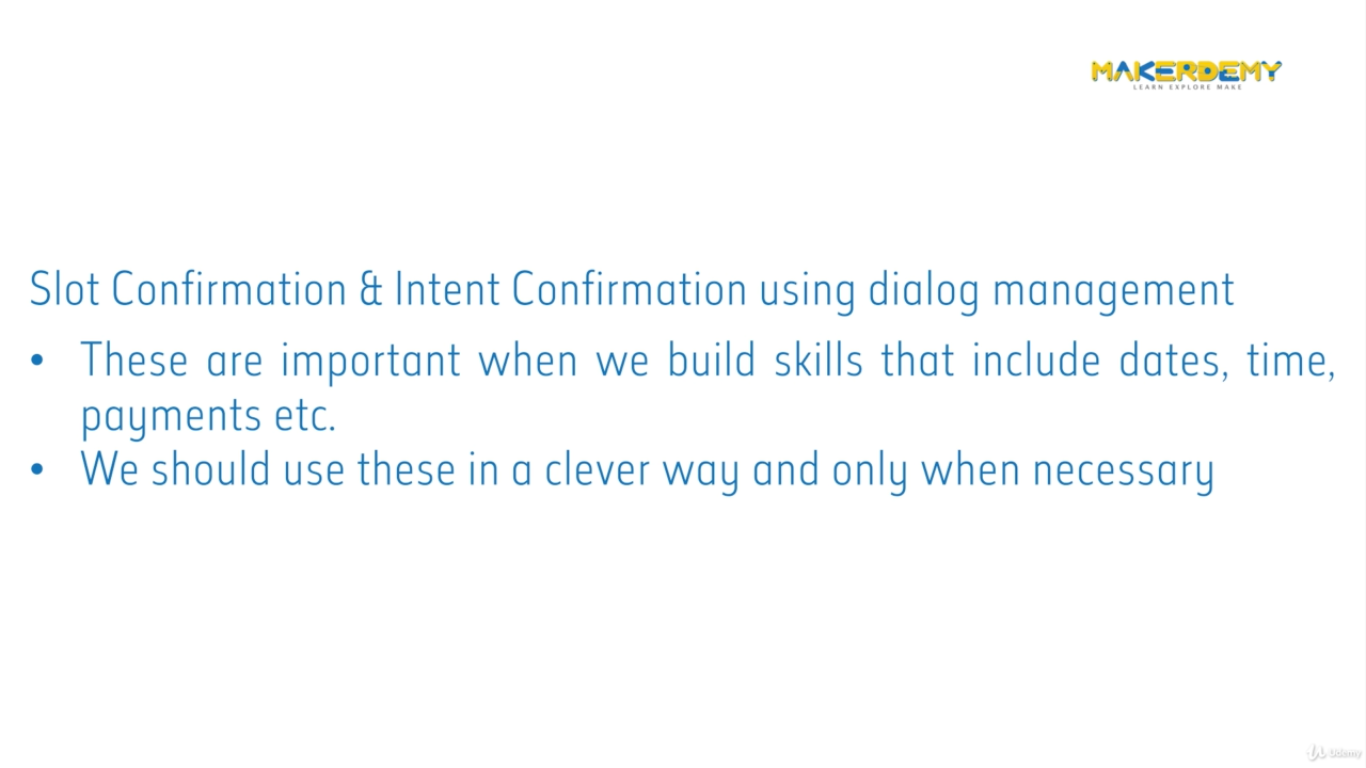 MAKERDEMY
LEARN EXPLORE MAKE
Slot Confirmation & Intent Confirmation using dialog management
• These are important when we build skills that include dates, time,
payments etc.
• We should use these in a clever way and only when necessary
Udemy